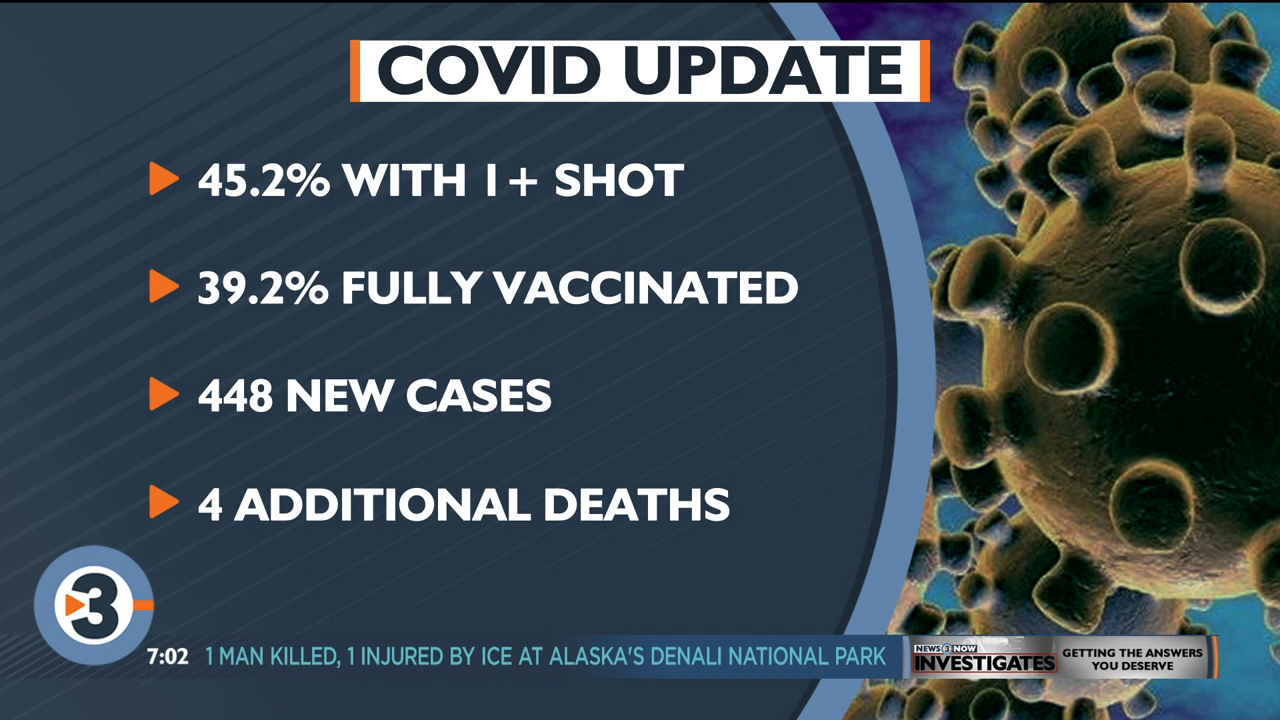 COVID UPDATE
45.2% WITH 1+ SHOT
39.2% FULLY VACCINATED
448 NEW CASES
4 ADDITIONAL DEATHS
3
7:02 1 MAN KILLED, 1 INJURED BY ICE AT ALASKA'S DENALI NATIONAL PARK
NEWS 3 NOW
INVESTIGATES
GETTING THE ANSWERS
YOU DESERVE